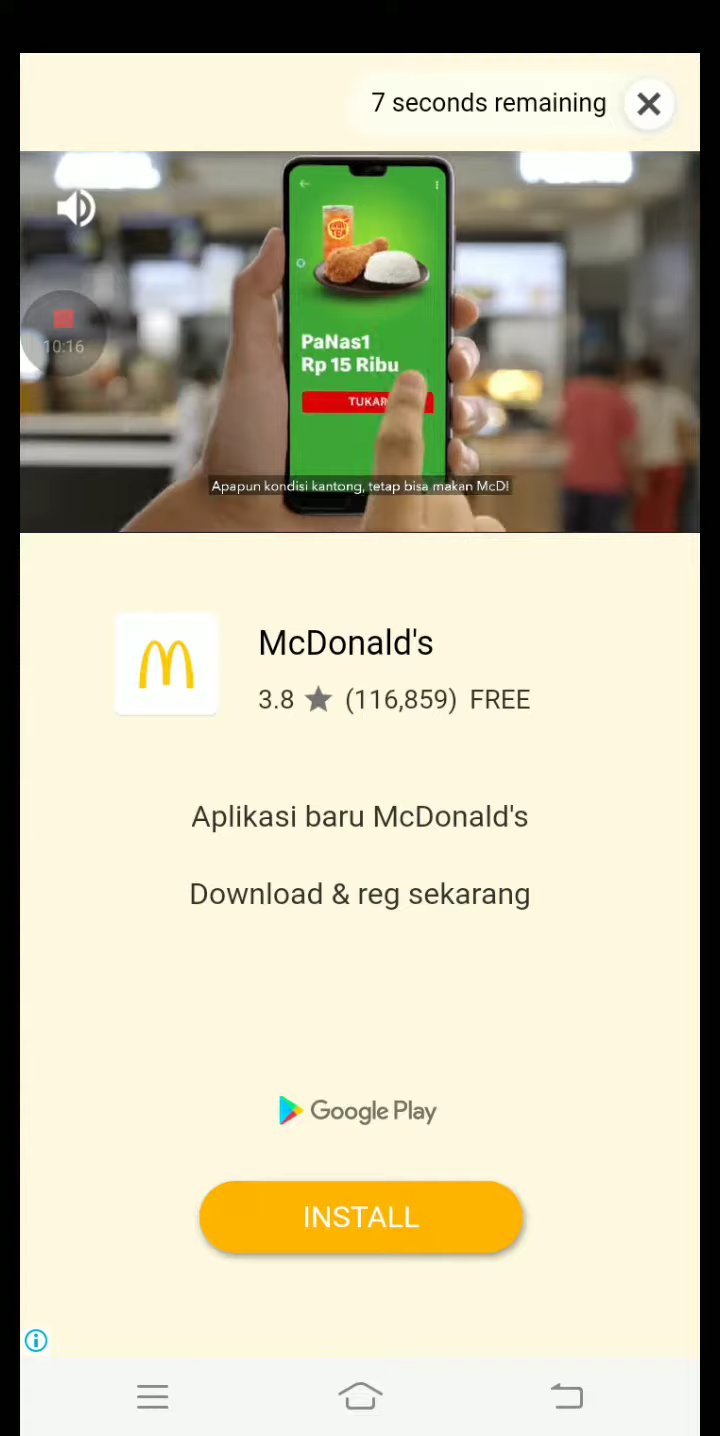 7 seconds remaining
10:16
PaNas1
Rp 15 Ribu
TUKAR
Apapun kondisi kantong, tetap bisa makan McD!
McDonald's
3.8 ★ (116,859) FREE
Aplikasi baru McDonald's
Download & reg sekarang
Google Play
INSTALL